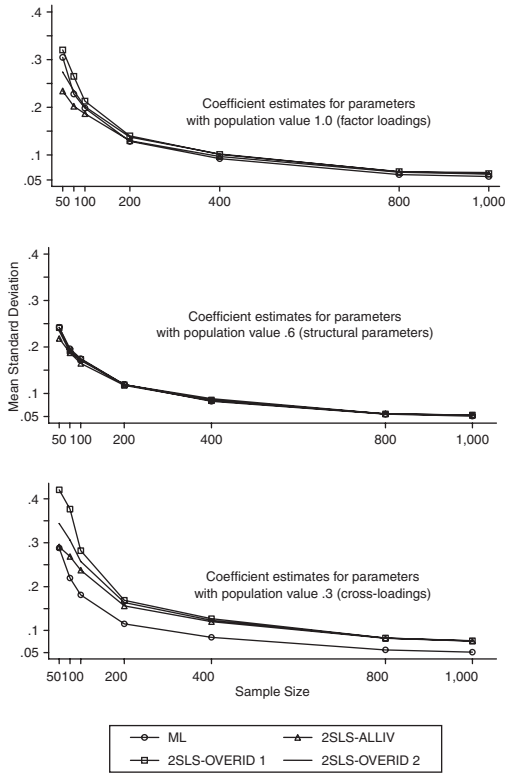 .4
.3
.2
.1
.05
Coefficient estimates for parameters
with population value 1.0 (factor loadings)
50 100 200 400 800 1,000
Mean Standard Deviation
.4
.3
.2
.1
.05
Coefficient estimates for parameters
with population value .6 (structural parameters)
50 100 200 400 800 1,000
.4
.3
.2
.1
.05
Coefficient estimates for parameters
with population value .3 (cross-loadings)
50 100 200 400 800 1,000
Sample Size
ML 2SLS-ALLIV
2SLS-OVERID 1 2SLS-OVERID 2